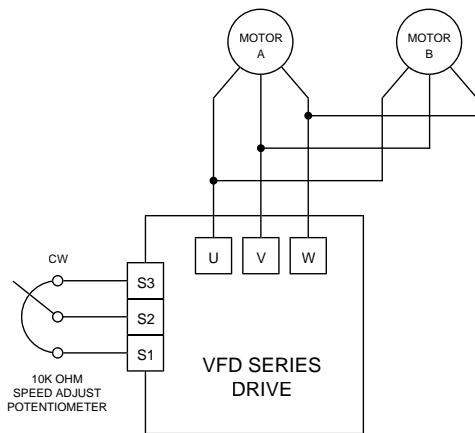 MOTOR
A
MOTOR
B
U
V
W
CW
S3
S2
S1
VFD SERIES
DRIVE
10K OHM
SPEED ADJUST
POTENTIOMETER